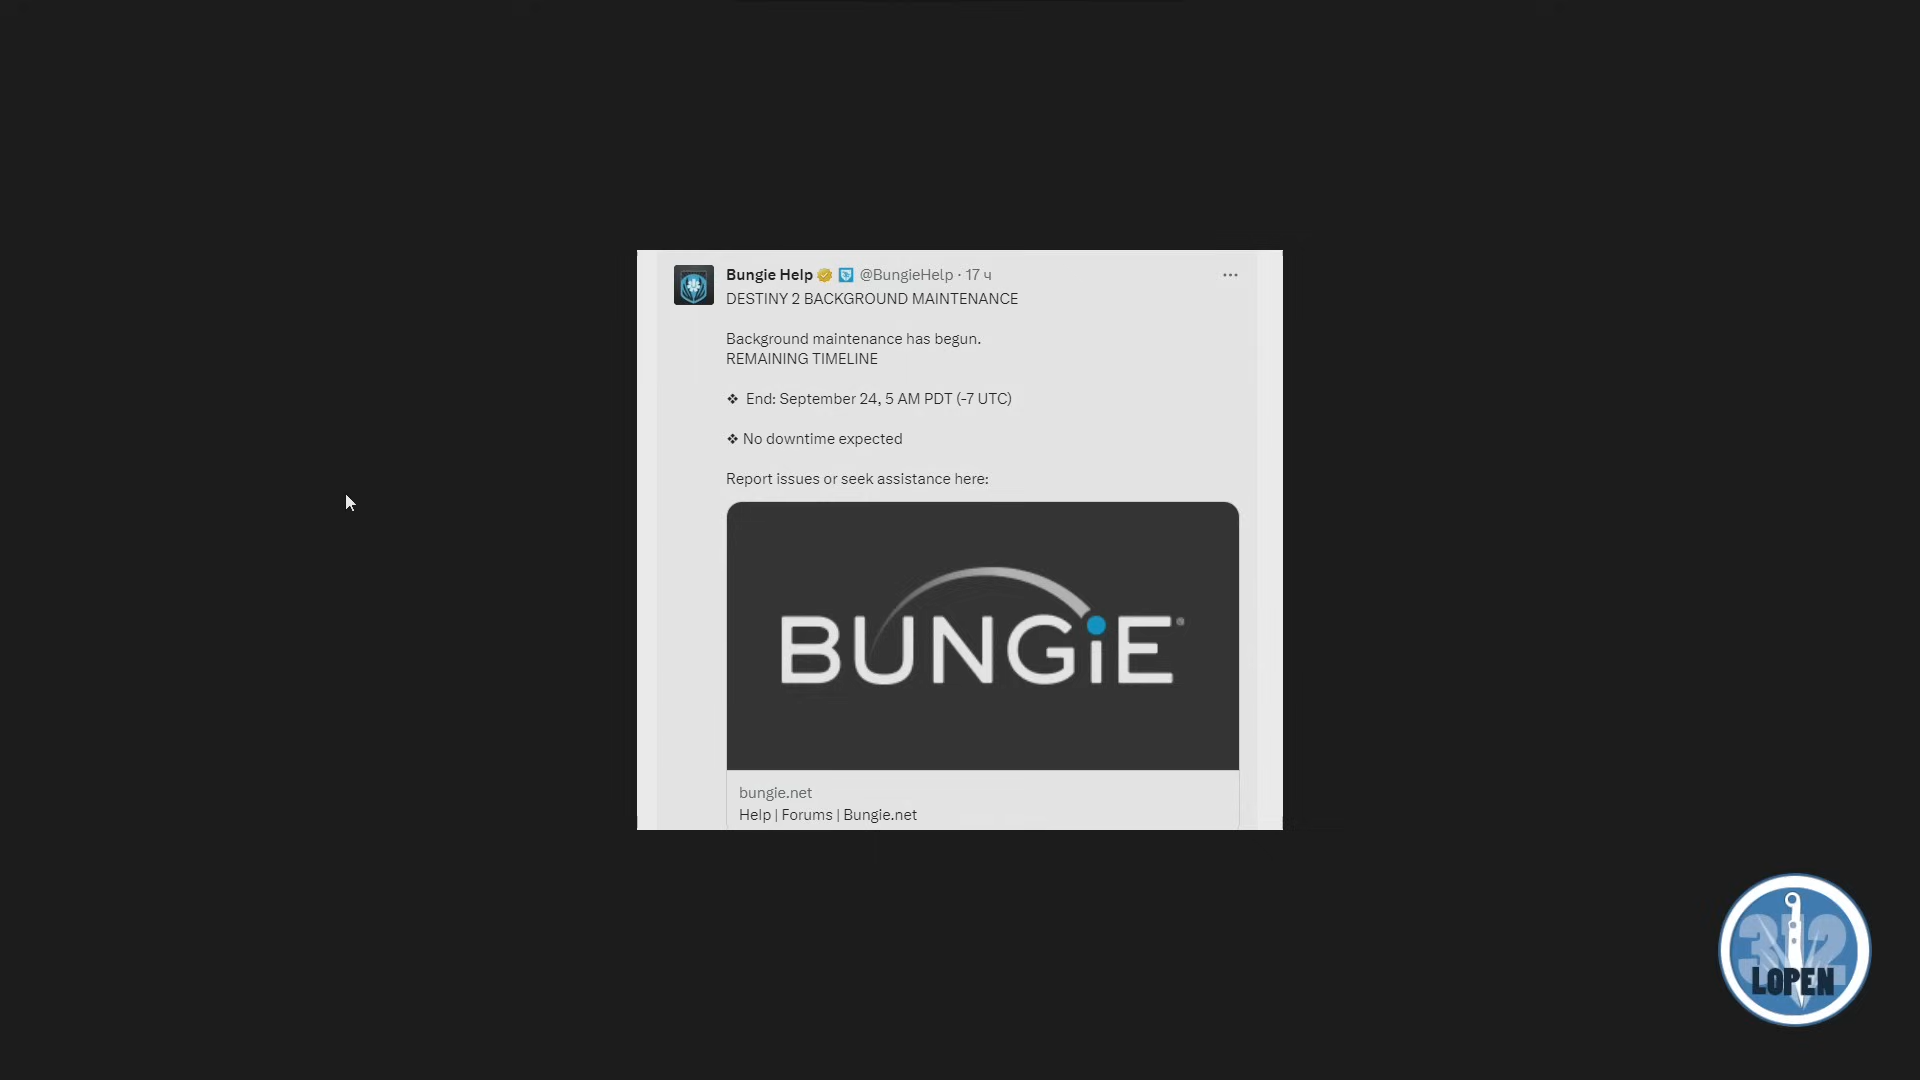 Bungie Help @BungieHelp · 17 ч
DESTINY 2 BACKGROUND MAINTENANCE
Background maintenance has begun.
REMAINING TIMELINE
❖ End: September 24, 5 AM PDT (-7 UTC)
❖ No downtime expected
Report issues or seek assistance here:
BUNGiE
bungie.net
Help | Forums | Bungie.net
312
LOPEN